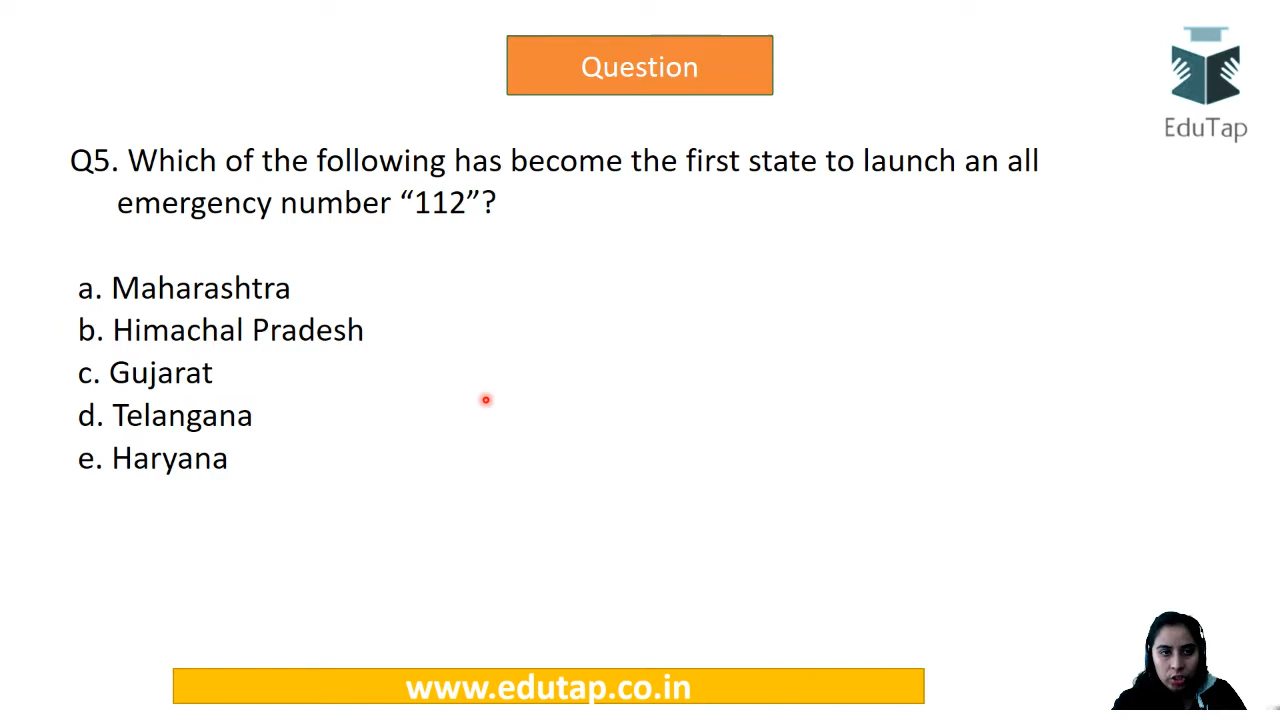 Question
EduTap
Q5. Which of the following has become the first state to launch an all
emergency number “112”?
a. Maharashtra
b. Himachal Pradesh
c. Gujarat
d. Telangana
e. Haryana
www.edutap.co.in